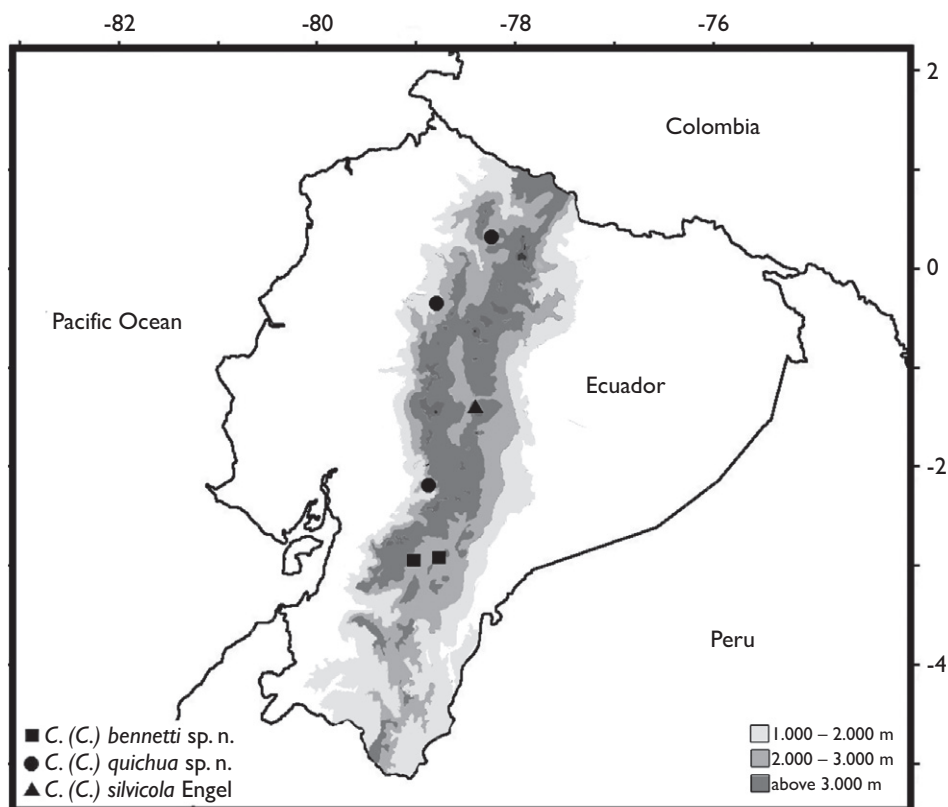 -82 -80 -78 -76
2
Colombia
0
Pacific Ocean
Ecuador
-2
Peru
-4
C. (C.) bennetti sp. n.
C. (C.) quichua sp. n.
C. (C.) silvicola Engel
1.000 – 2.000 m
2.000 – 3.000 m
above 3.000 m